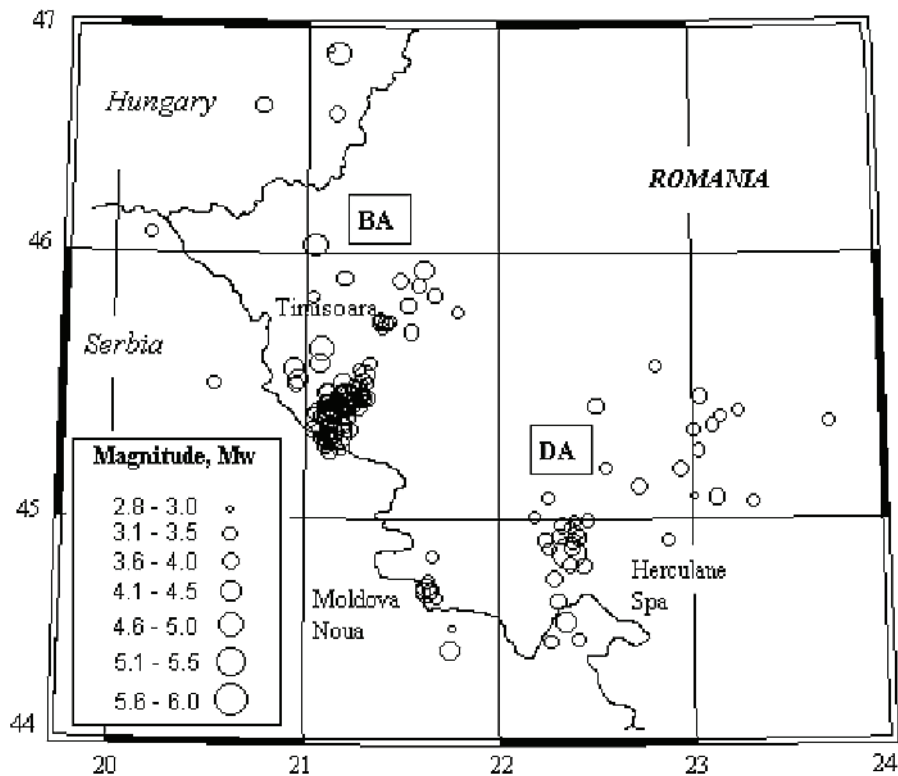 47
Hungary
ROMANIA
BA
46
Timisoara
Serbia
DA
Magnitude, Mw
2.8 - 3.0
3.1 - 3.5
3.6 - 4.0
4.1 - 4.5
4.6 - 5.0
5.1 - 5.5
5.6 - 6.0
45
Herculane
Spa
Moldova
Noua
44
20
21
22
23
24